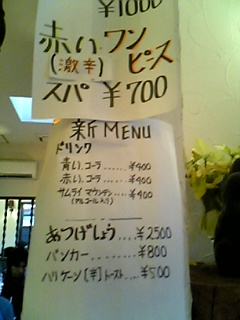 ¥1000
赤いワン
(激辛) ピース
スパ ¥700
新MENU
ドリンク
青い、コーラ ....¥400
赤い、コーラ ....¥400
サムライ マウンテン ....¥400
(アルコール入り)
あつげしょう....¥2500
バンカー........¥800
ハリケーン[辛]トースト...¥500